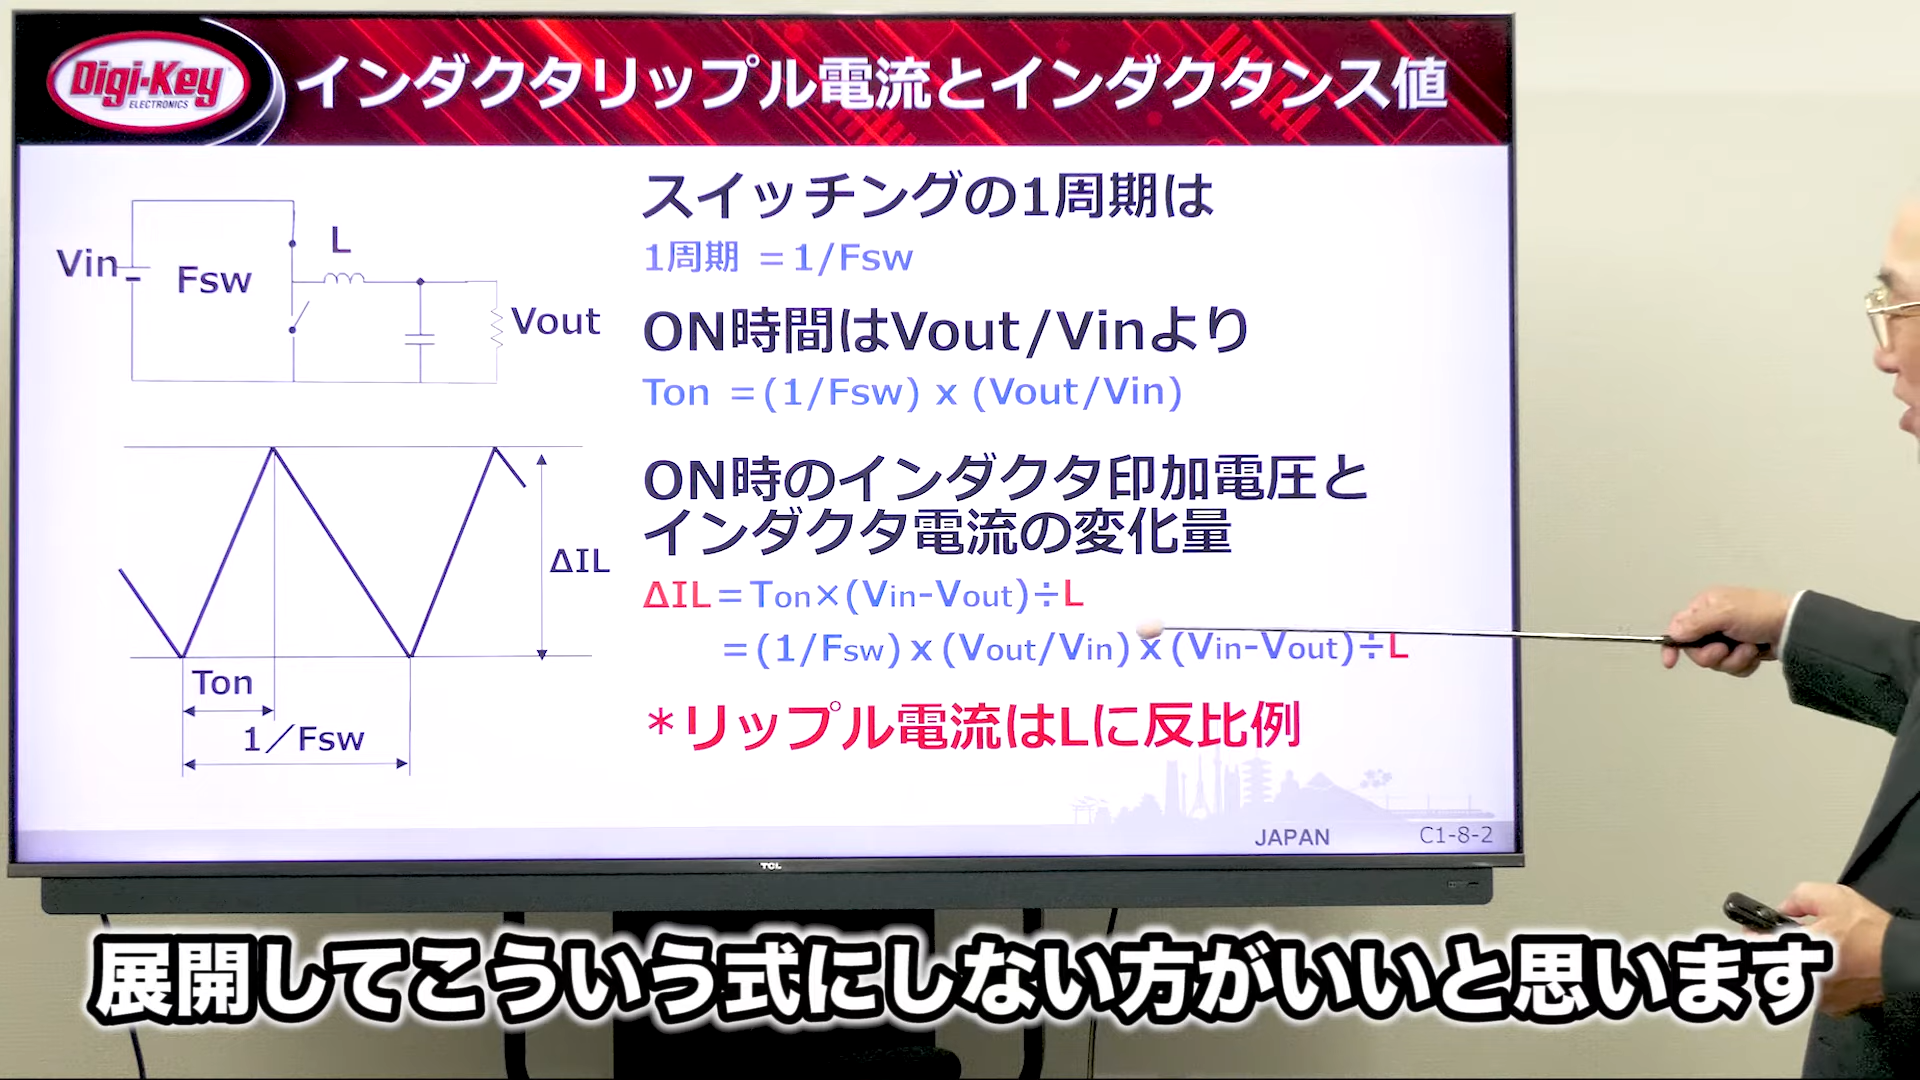 Digi-Key
ELECTRONICS
インダクタリップル電流とインダクタンス値
Vin
Fsw
L
Vout
スイッチングの1周期は
1周期 =1/Fsw
ON時間はVout/Vinより
Ton =(1/Fsw) x (Vout/Vin)
ON時のインダクタ印加電圧と
インダクタ電流の変化量
ΔIL=Ton×(Vin-Vout)÷L
=(1/Fsw) x (Vout/Vin) x (Vin-Vout)÷L
＊リップル電流はLに反比例
ΔIL
Ton
1／Fsw
JAPAN
C1-8-2
TCL
展開してこういう式にしない方がいいと思います